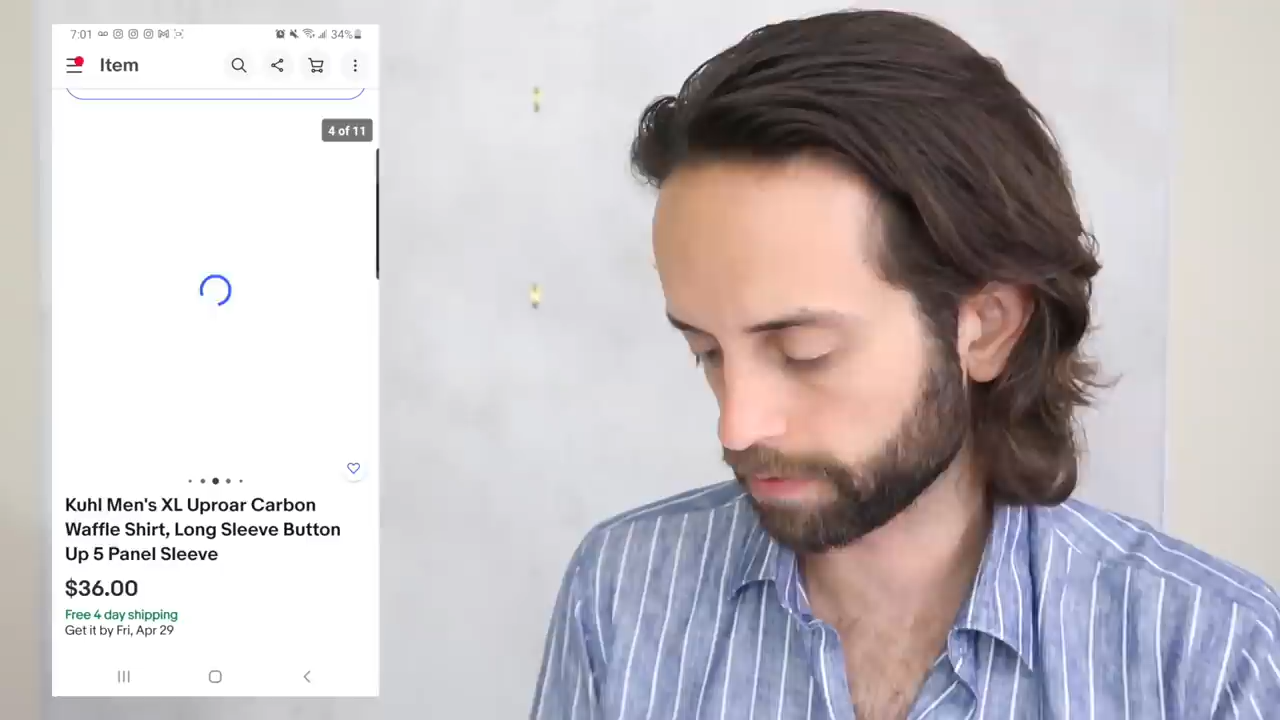 7:01
34%
Item
4 of 11
Kuhl Men's XL Uproar Carbon
Waffle Shirt, Long Sleeve Button
Up 5 Panel Sleeve
$36.00
Free 4 day shipping
Get it by Fri, Apr 29